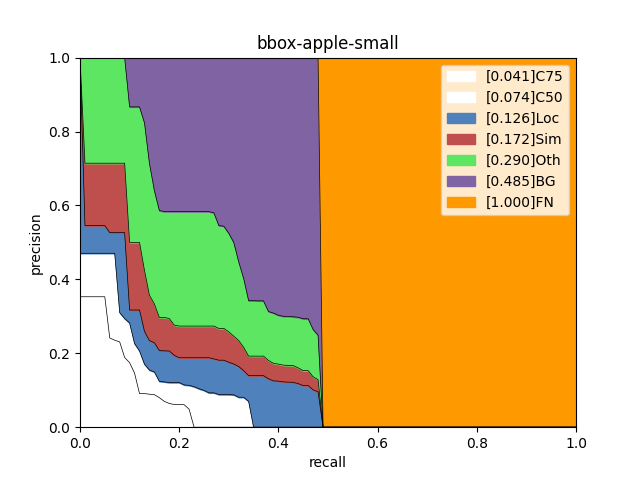 bbox-apple-small
1.0
0.8
0.6
0.4
0.2
0.0
precision
0.0
0.2
0.4
0.6
0.8
1.0
recall
[0.041]C75
[0.074]C50
[0.126]Loc
[0.172]Sim
[0.290]Oth
[0.485]BG
[1.000]FN